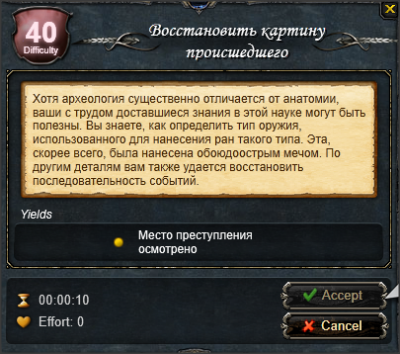 40
Difficulty
Восстановить картину
происшедшего
Хотя археология существенно отличается от анатомии,
ваши с трудом доставшиеся знания в этой науке могут быть
полезны. Вы знаете, как определить тип оружия,
использованного для нанесения ран такого типа. Эта,
скорее всего, была нанесена обоюдоострым мечом. По
другим деталям вам также удается восстановить
последовательность событий.
Yields
Место преступления
осмотрено
00:00:10
Effort: 0
Accept
Cancel